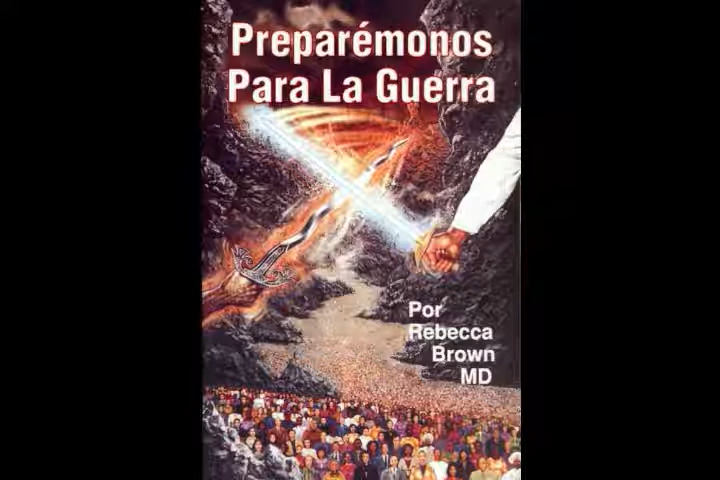 Preparémonos
Para La Guerra
Por
Rebecca
Brown
MD